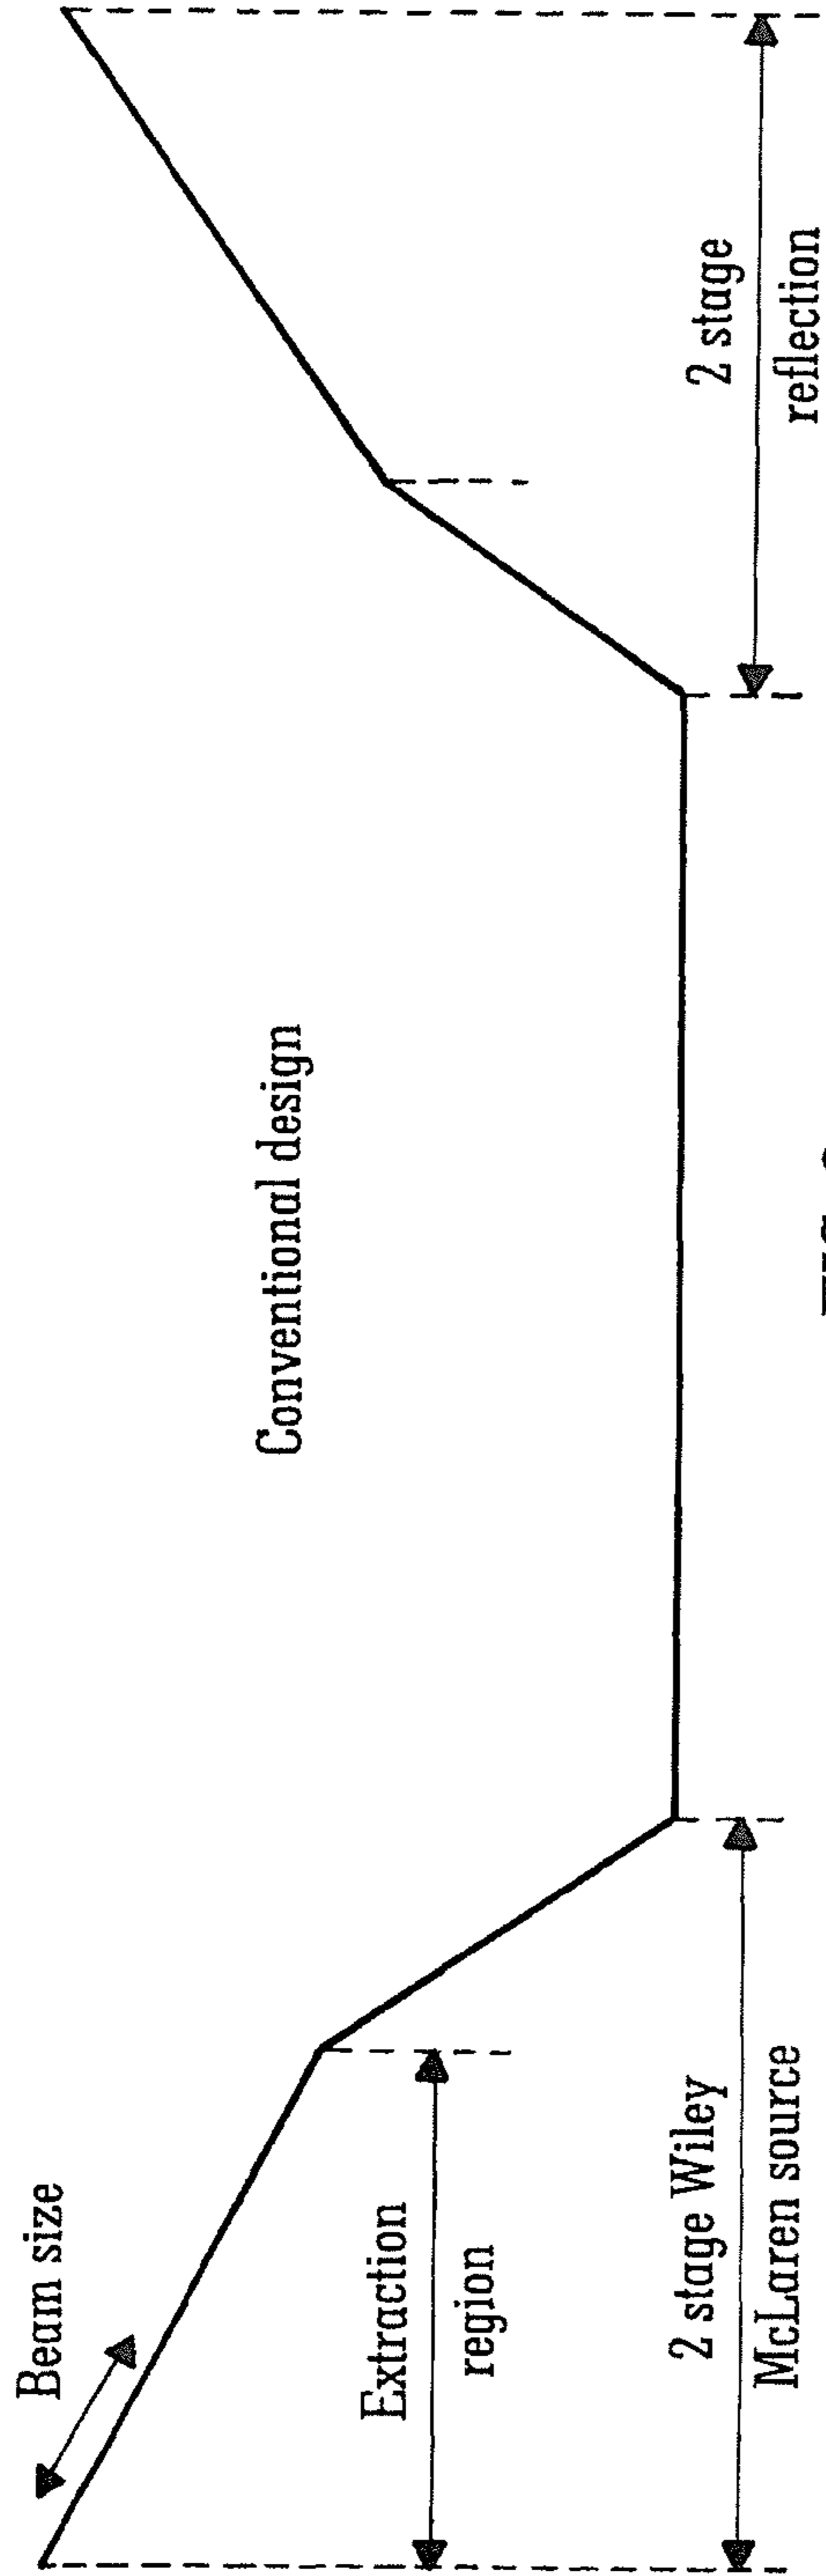 Conventional design
Beam size
Extraction
region
2 stage Wiley
McLaren source
2 stage
reflection